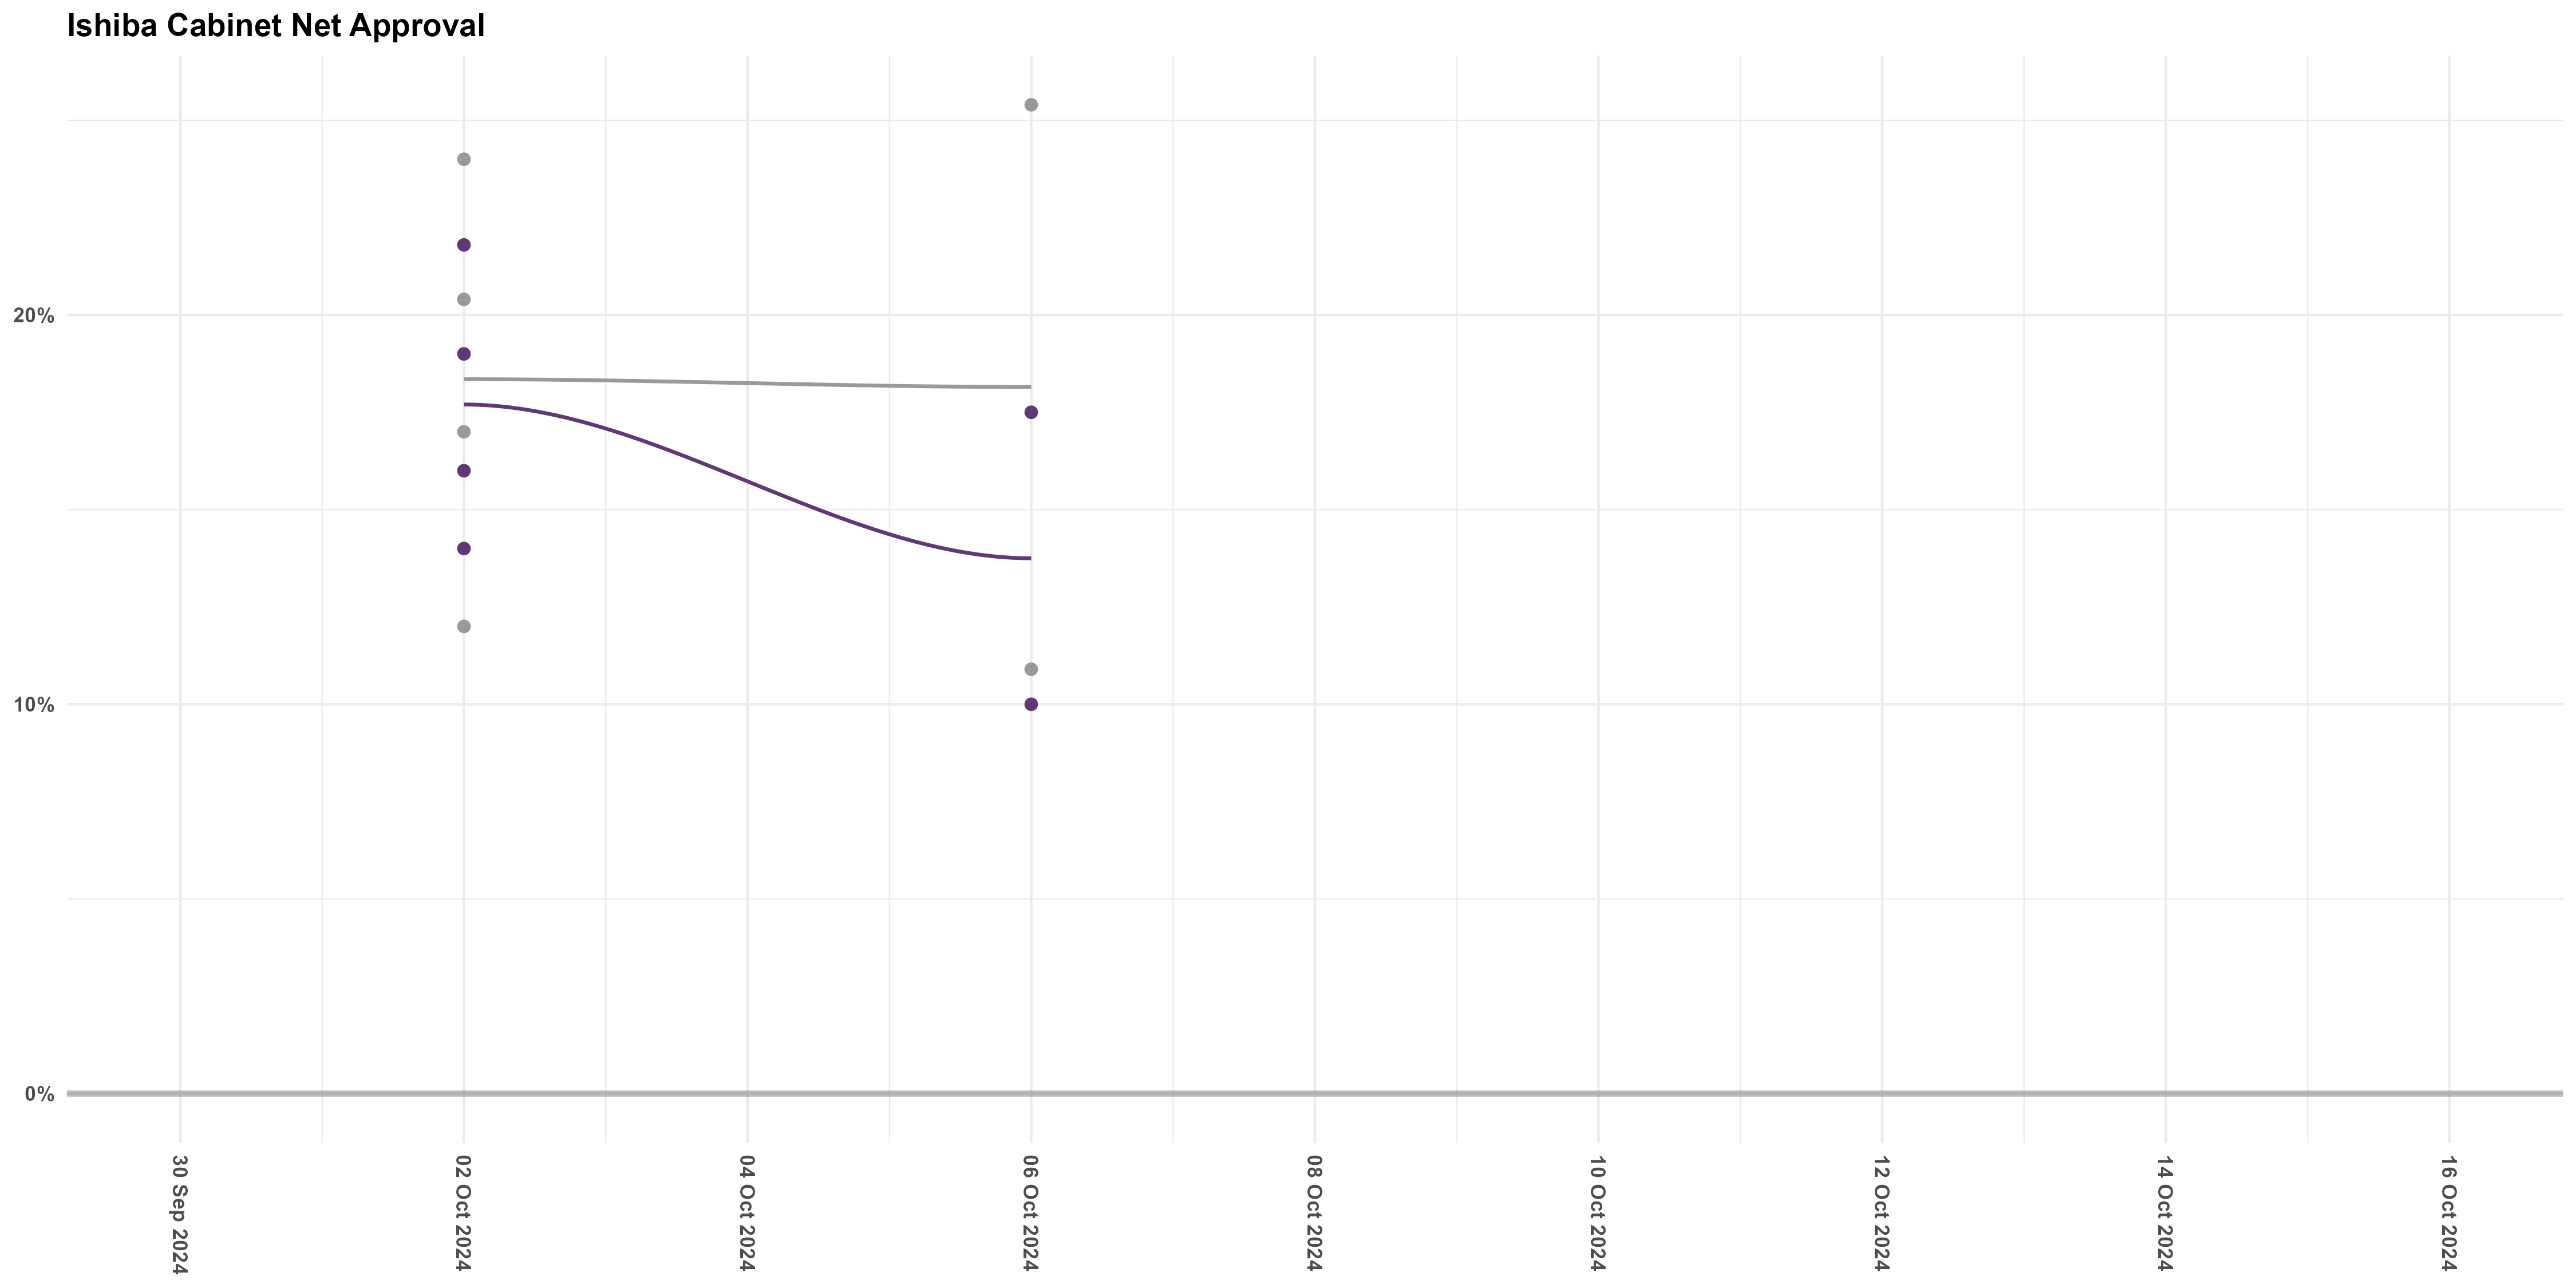 Ishiba Cabinet Net Approval
20%
10%
0%
30 Sep 2024
02 Oct 2024
04 Oct 2024
06 Oct 2024
08 Oct 2024
10 Oct 2024
12 Oct 2024
14 Oct 2024
16 Oct 2024